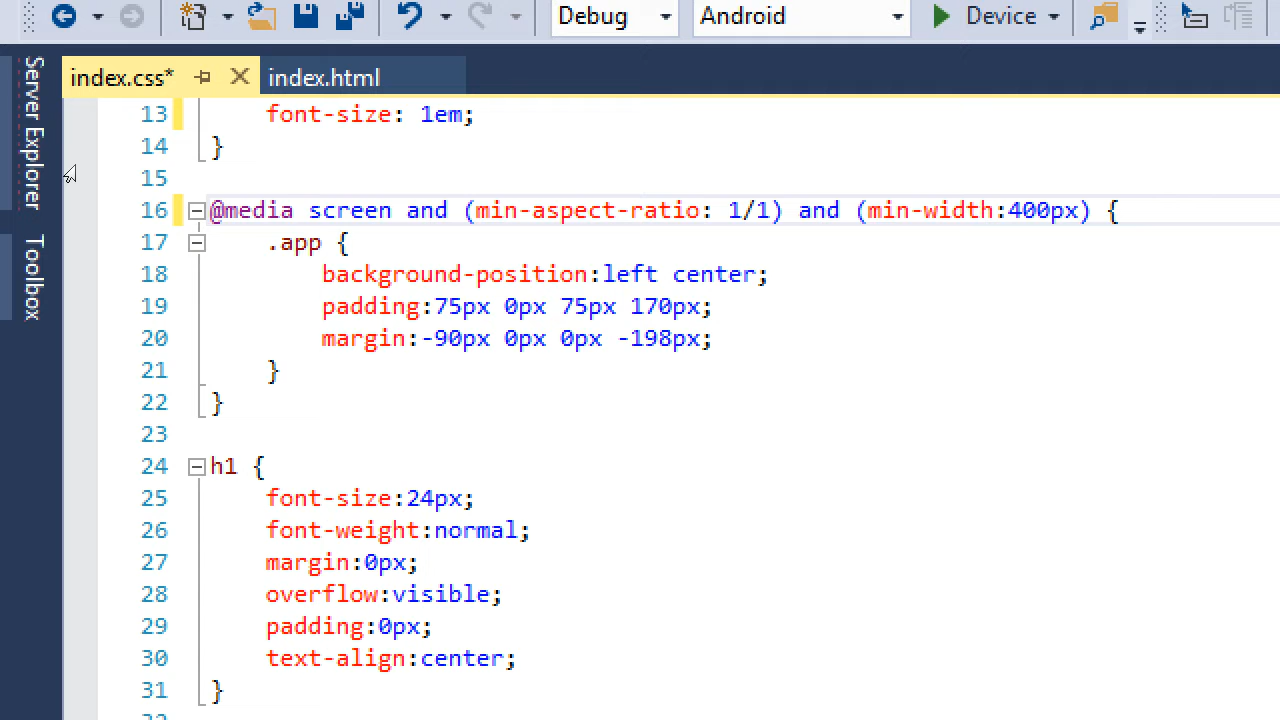 Debug Android Device
Server Explorer
Toolbox
index.css* index.html
13 font-size: 1em;
14 }
15
16 @media screen and (min-aspect-ratio: 1/1) and (min-width:400px) {
17 .app {
18 background-position:left center;
19 padding:75px 0px 75px 170px;
20 margin:-90px 0px 0px -198px;
21 }
22 }
23
24 h1 {
25 font-size:24px;
26 font-weight:normal;
27 margin:0px;
28 overflow:visible;
29 padding:0px;
30 text-align:center;
31 }